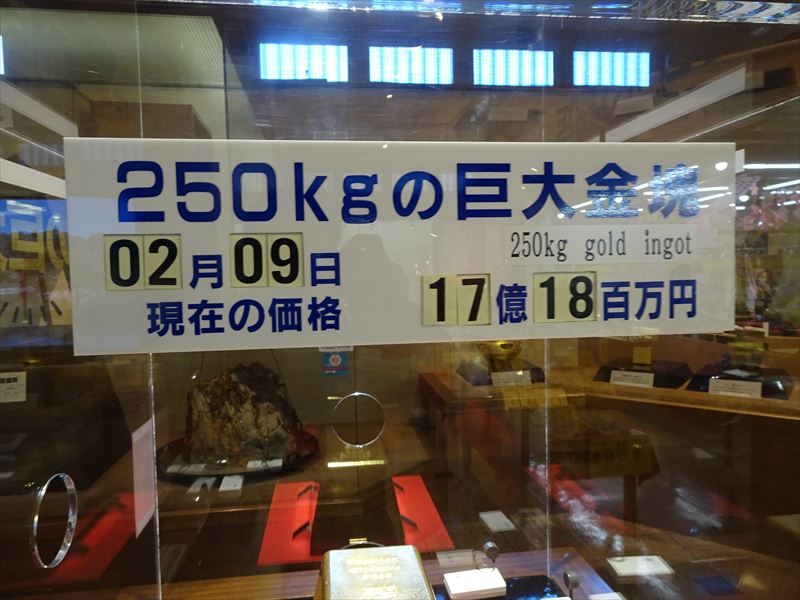 250kgの巨大金塊
250kg gold ingot
02月09日
現在の価格
17億18百万円